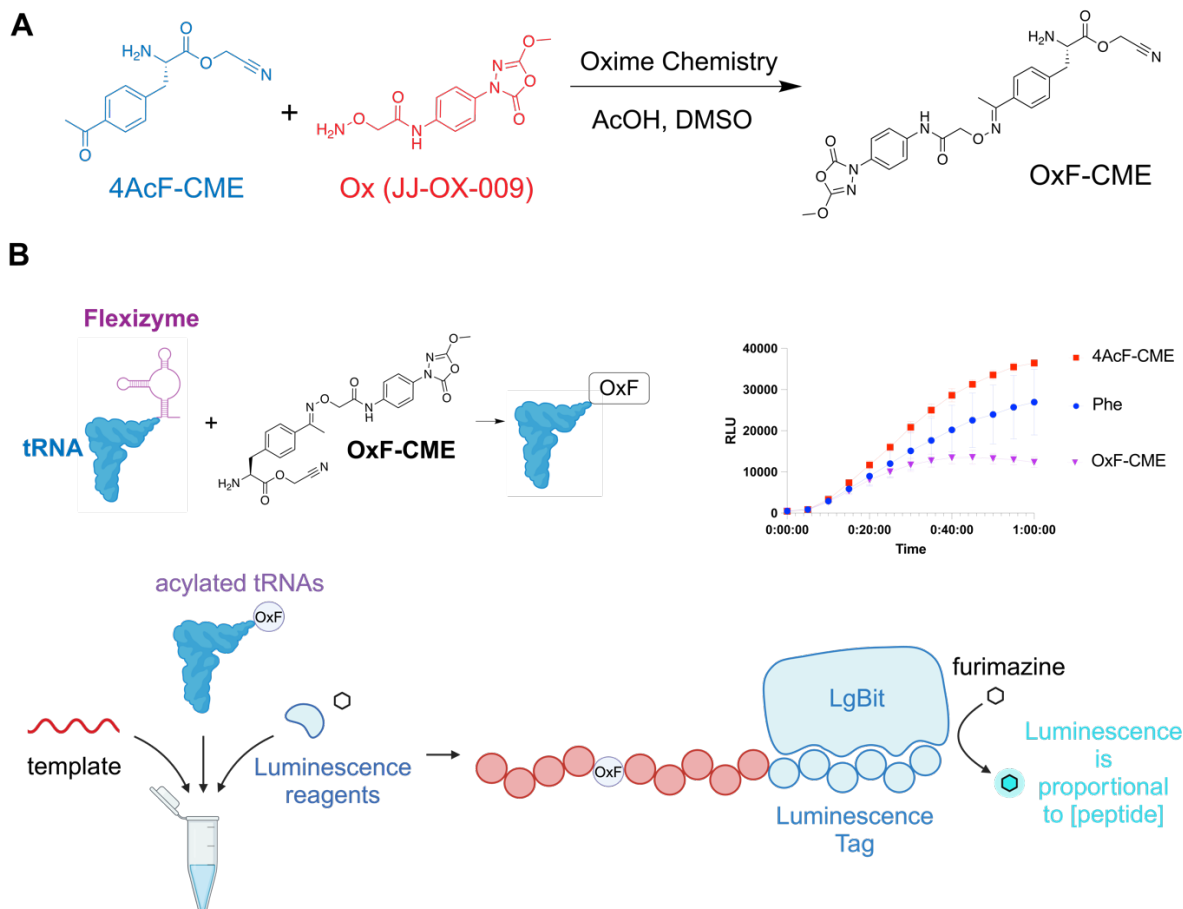 A
H₂N
O
O
N
O
4AcF-CME
+
H₂N
O
O
N
H
N
N
O
O
O
Ox (JJ-OX-009)
Oxime Chemistry
AcOH, DMSO
H₂N
O
O
N
N
O
H
N
O
O
O
N
N
O
OxF-CME
B
Flexizyme
tRNA
+
O
N
N
O
O
N
O
O
N
H
H₂N
O
O
N
OxF-CME
OxF
40000
30000
20000
10000
0
RLU
0:00:00
0:20:00
0:40:00
1:00:00
Time
4AcF-CME
Phe
OxF-CME
acylated tRNAs
OxF
template
Luminescence
reagents
OxF
LgBit
Luminescence
Tag
furimazine
Luminescence
is
proportional
to [peptide]